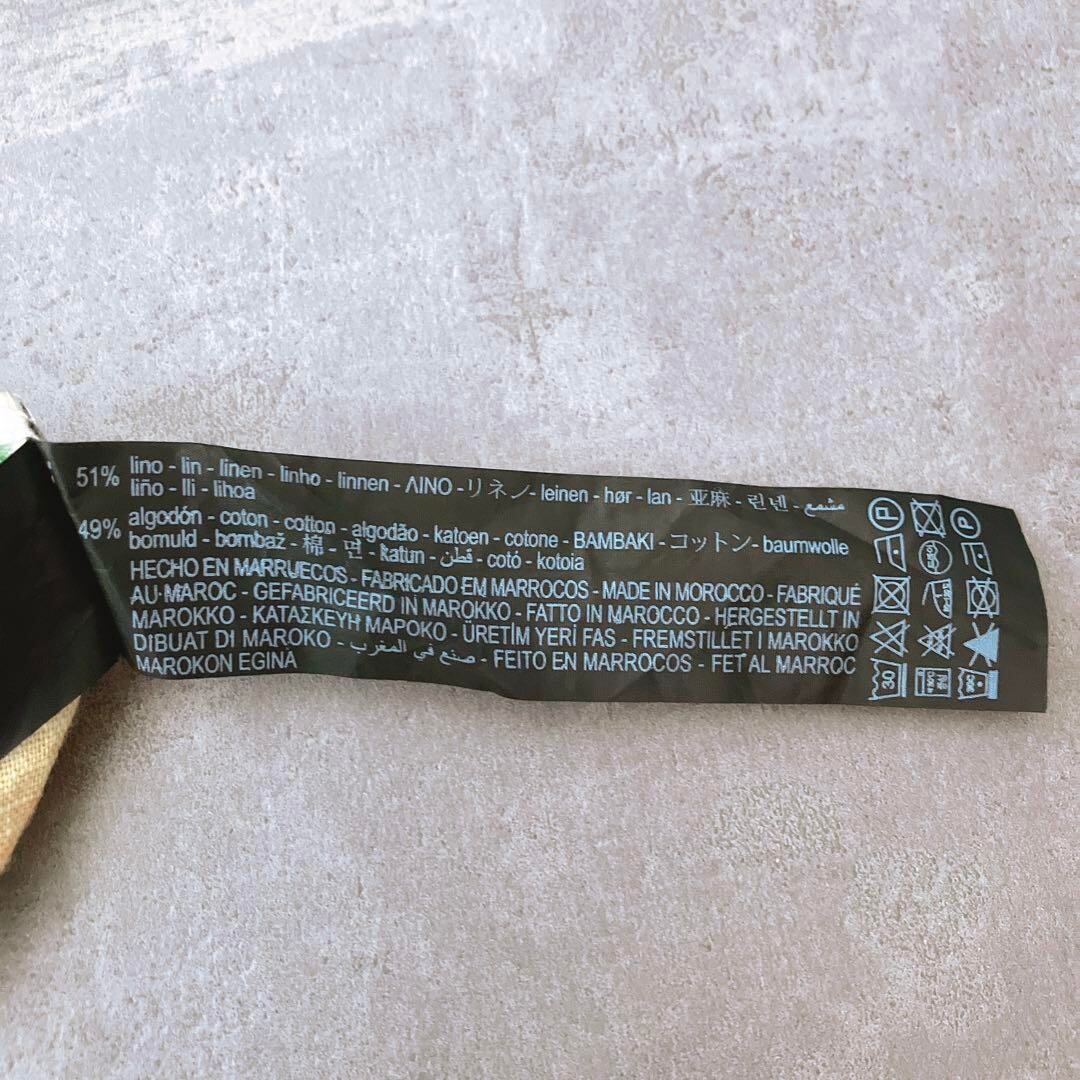 51% lino - lin - linen - linho - linnen - ΛΙΝΟ - リネン - leinen - hør - lan - 亚麻 - 린넨 - مشمع
liño - lli - lihoa
49% algodón - coton - cotton - algodão - katoen - cotone - BAMBAKI - コットン - baumwolle
bomuld - bombaž - 棉 - 면 - katun - قطن - cotó - kotoia
HECHO EN MARRUECOS - FABRICADO EM MARROCOS - MADE IN MOROCCO - FABRIQUÉ
AU MAROC - GEFABRICEERD IN MAROKKO - FATTO IN MAROCCO - HERGESTELLT IN
MAROKKO - ΚΑΤΑΣΚΕΥΗ ΜΑΡΟΚΟ - ÜRETİM YERİ FAS - FREMSTILLET I MAROKKO
DIBUAT DI MAROKO - صنع في المغرب - FEITO EN MARROCOS - FET AL MARROC
MAROKON EGINA
P P
30